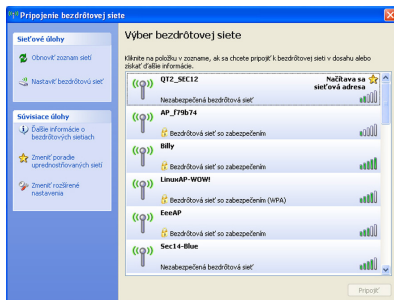 Pripojenie bezdrôtovej siete
Sieťové úlohy
Obnoviť zoznam sietí
Nastaviť bezdrôtovú sieť
Súvisiace úlohy
Ďalšie informácie o
bezdrôtových sieťach
Zmeniť poradie
uprednostňovaných sietí
Zmeniť rozšírené
nastavenia
Výber bezdrôtovej siete
Kliknite na položku v zozname, ak sa chcete pripojiť k bezdrôtovej sieti v dosahu alebo
získať ďalšie informácie.
QT2_SEC12
Načítava sa
sieťová adresa
Nezabezpečená bezdrôtová sieť
AP_f79b74
Bezdrôtová sieť so zabezpečením
Billy
Bezdrôtová sieť so zabezpečením
LinuxAP-WOW!
Bezdrôtová sieť so zabezpečením (WPA)
EeeAP
Bezdrôtová sieť so zabezpečením
Sec14-Blue
Nezabezpečená bezdrôtová sieť
Pripojiť